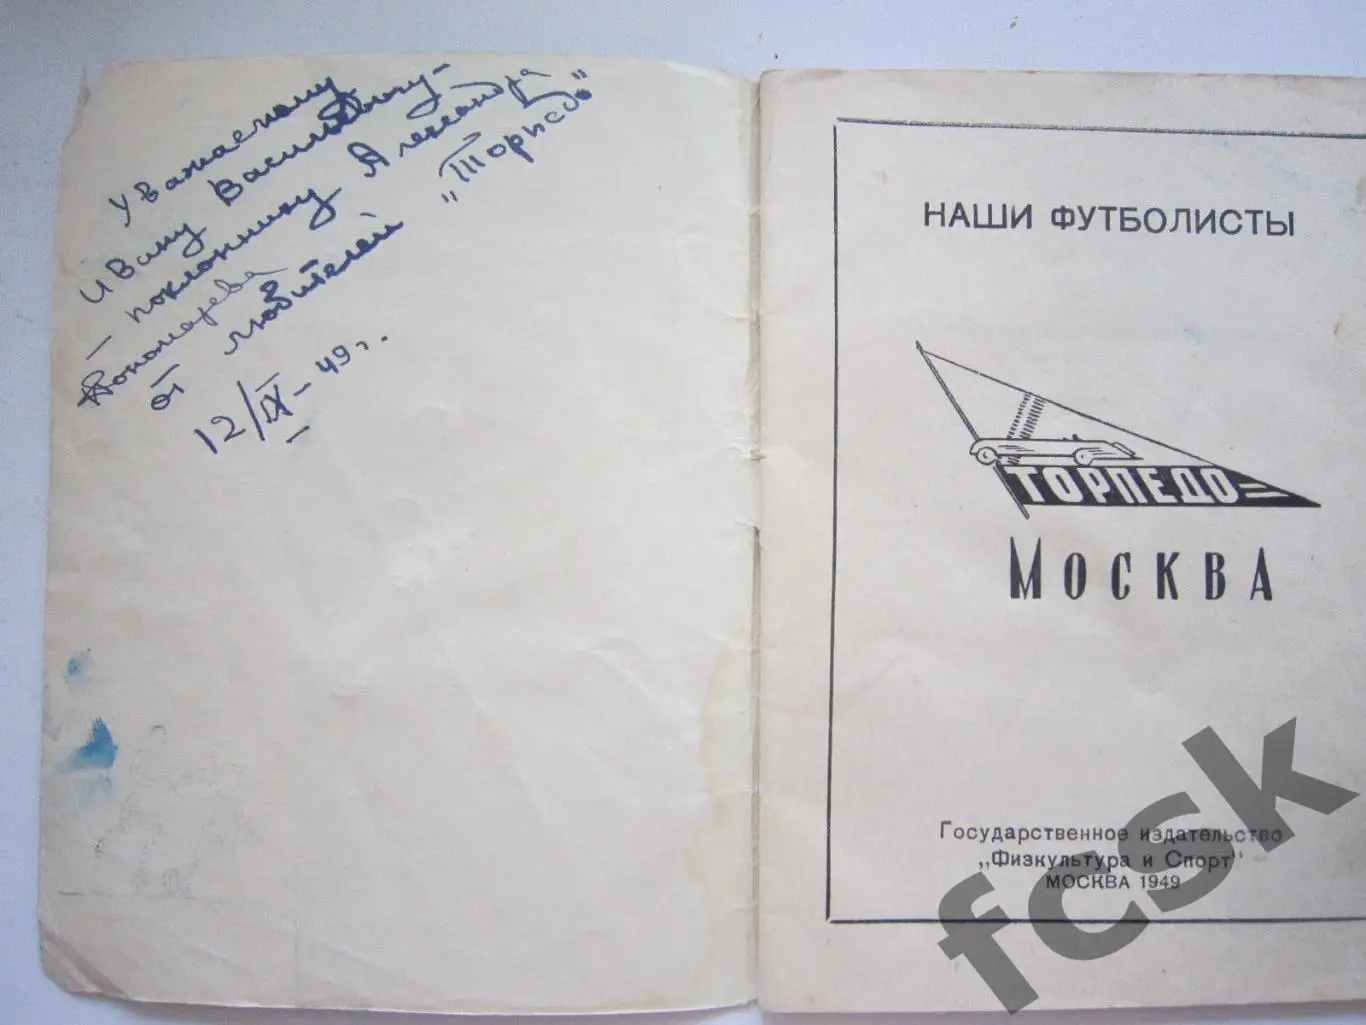 Уважаемому
Ивану Васильевичу -
- поклоннику Александра
Пономарева
от любителей „Торпедо"
12/IX - 49 г.
НАШИ ФУТБОЛИСТЫ
ТОРПЕДО
МОСКВА
Государственное издательство
„Физкультура и Спорт"
МОСКВА 1949
fcsk